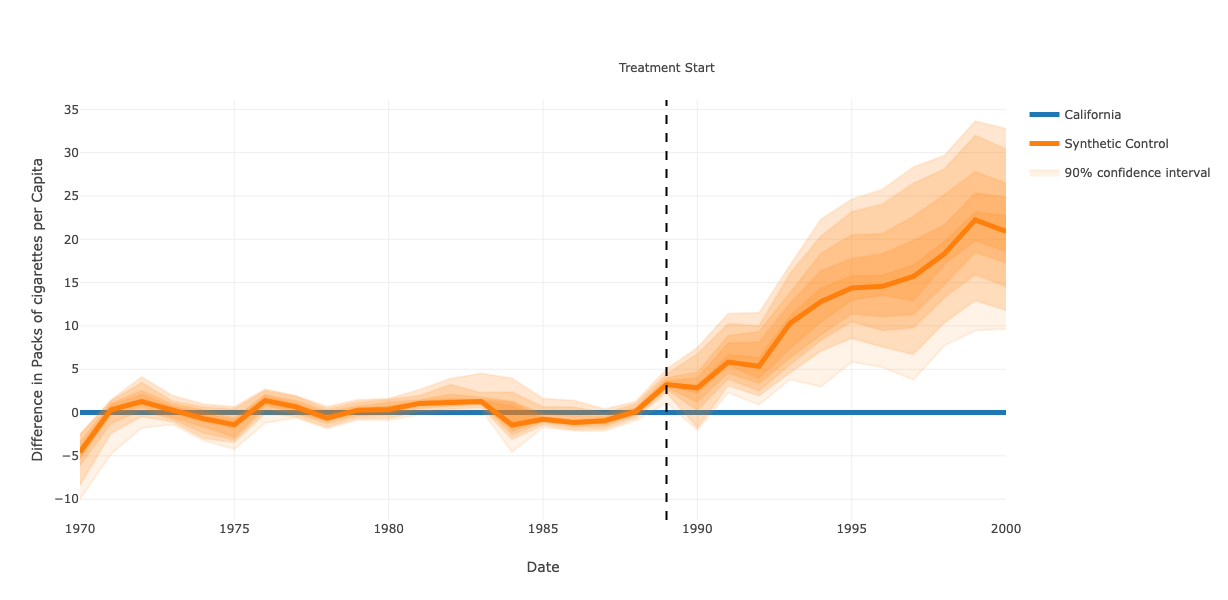 Treatment Start
California
Synthetic Control
90% confidence interval
Difference in Packs of cigarettes per Capita
35
30
25
20
15
10
5
0
−5
−10
1970
1975
1980
1985
1990
1995
2000
Date